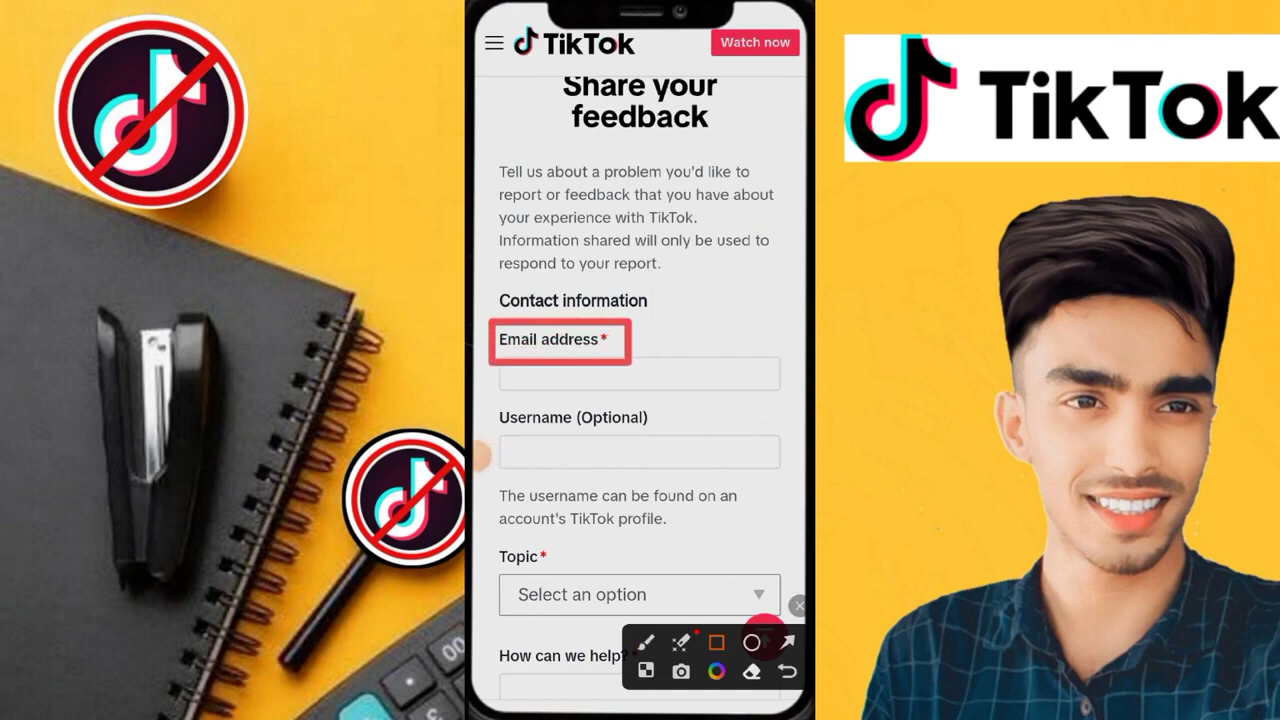 TikTok
Watch now
Share your
feedback
Tell us about a problem you'd like to
report or feedback that you have about
your experience with TikTok.
Information shared will only be used to
respond to your report.
Contact information
Email address*
Username (Optional)
The username can be found on an
account's TikTok profile.
Topic*
Select an option
How can we help?
TikTok
00